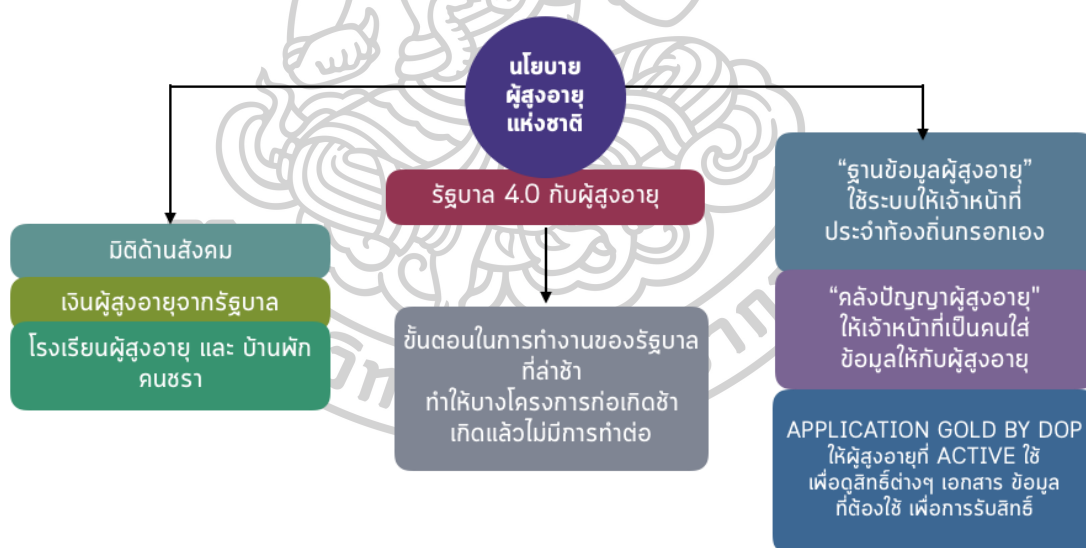 นโยบาย
ผู้สูงอายุ
แห่งชาติ
รัฐบาล 4.0 กับผู้สูงอายุ
มิติด้านสังคม
เงินผู้สูงอายุจากรัฐบาล
โรงเรียนผู้สูงอายุ และ บ้านพัก
คนชรา
ขั้นตอนในการทำงานของรัฐบาล
ที่ล่าช้า
ทำให้บางโครงการก่อเกิดช้า
เกิดแล้วไม่มีการทำต่อ
“ฐานข้อมูลผู้สูงอายุ”
ใช้ระบบให้เจ้าหน้าที่
ประจำท้องถิ่นกรอกเอง
“คลังปัญญาผู้สูงอายุ”
ให้เจ้าหน้าที่เป็นคนใส่
ข้อมูลให้กับผู้สูงอายุ
APPLICATION GOLD BY DOP
ให้ผู้สูงอายุที่ ACTIVE ใช้
เพื่อดูสิทธิ์ต่างๆ เอกสาร ข้อมูล
ที่ต้องใช้ เพื่อการรับสิทธิ์